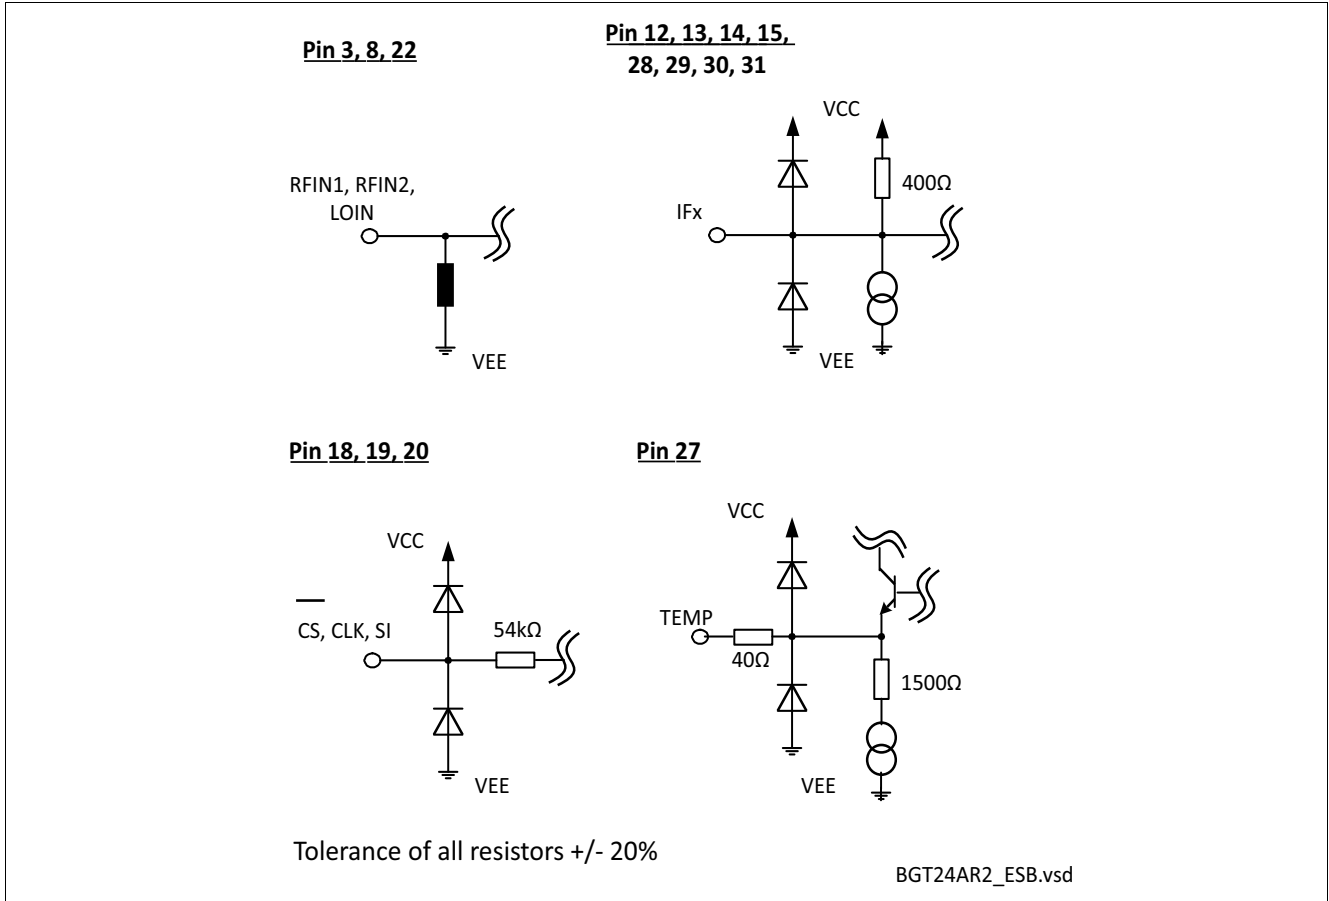 Pin 3, 8, 22
RFIN1, RFIN2,
LOIN
VEE
Pin 12, 13, 14, 15,
28, 29, 30, 31
VCC
400Ω
IFx
VEE
Pin 18, 19, 20
VCC
CS, CLK, SI
54kΩ
VEE
Pin 27
VCC
TEMP
40Ω
1500Ω
VEE
Tolerance of all resistors +/- 20%
BGT24AR2_ESB.vsd